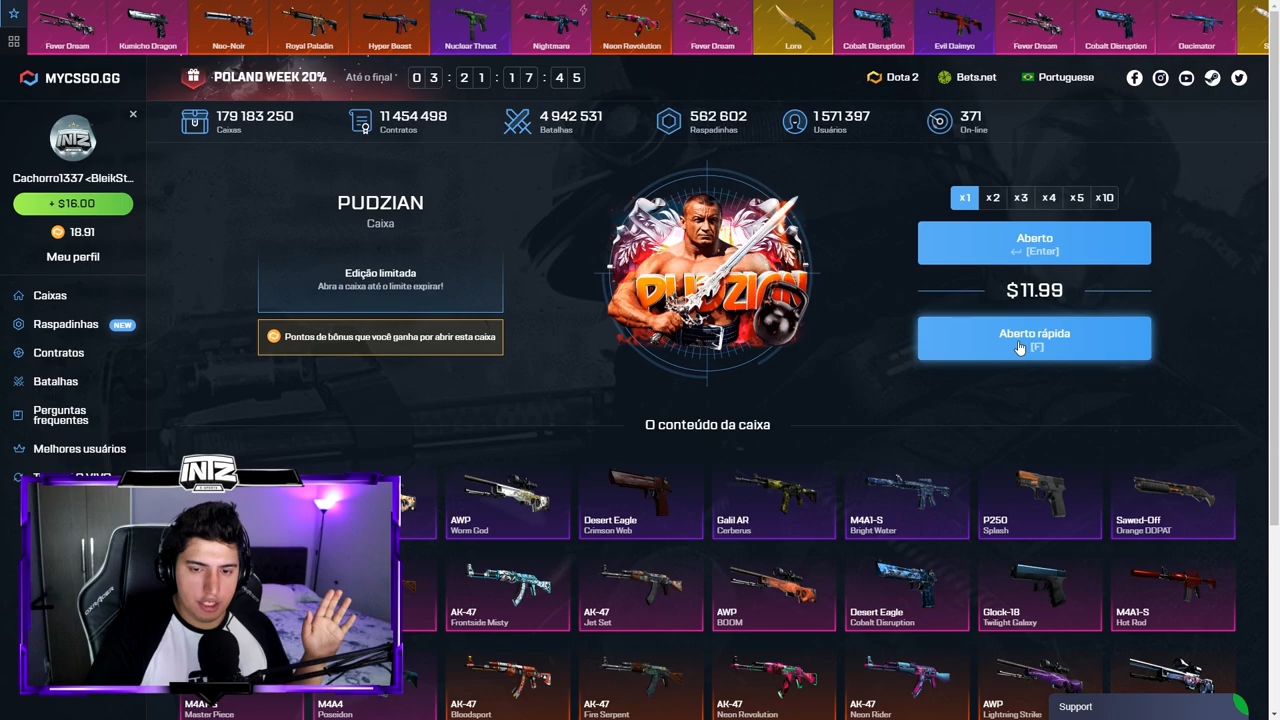 Fever Dream
Kumicho Dragon
Neo-Noir
Royal Paladin
Hyper Beast
Nuclear Threat
Nightmare
Neon Revolution
Fever Dream
Lore
Cobalt Disruption
Evil Daimyo
Fever Dream
Cobalt Disruption
Decimator
MYCSGO.GG
POLAND WEEK 20%
Até o final
0 3 : 2 1 : 1 7 : 4 5
Dota 2
Bets.net
Portuguese
179 183 250
Caixas
11 454 498
Contratos
4 942 531
Batalhas
562 602
Raspadinhas
1 571 397
Usuários
371
On-line
INTZ
Cachorro1337 <BleikSt...
+ $16.00
18.91
Meu perfil
Caixas
Raspadinhas NEW
Contratos
Batalhas
Perguntas
frequentes
Melhores usuários
PUDZIAN
Caixa
Edição limitada
Abra a caixa até o limite expirar!
Pontos de bônus que você ganha por abrir esta caixa
PUDZIAN
x1 x2 x3 x4 x5 x10
Aberto
[Enter]
$11.99
Aberto rápida
[F]
O conteúdo da caixa
AWP
Worm God
Desert Eagle
Crimson Web
Galil AR
Cerberus
M4A1-S
Bright Water
P250
Splash
Sawed-Off
Orange DDPAT
AK-47
Frontside Misty
AK-47
Jet Set
AWP
BOOM
Desert Eagle
Cobalt Disruption
Glock-18
Twilight Galaxy
M4A1-S
Hot Rod
Master Piece
M4A4
Poseidon
AK-47
Bloodsport
AK-47
Fire Serpent
AK-47
Neon Revolution
AK-47
Neon Rider
AWP
Lightning Strike
Support
INTZ
E-SPORTS